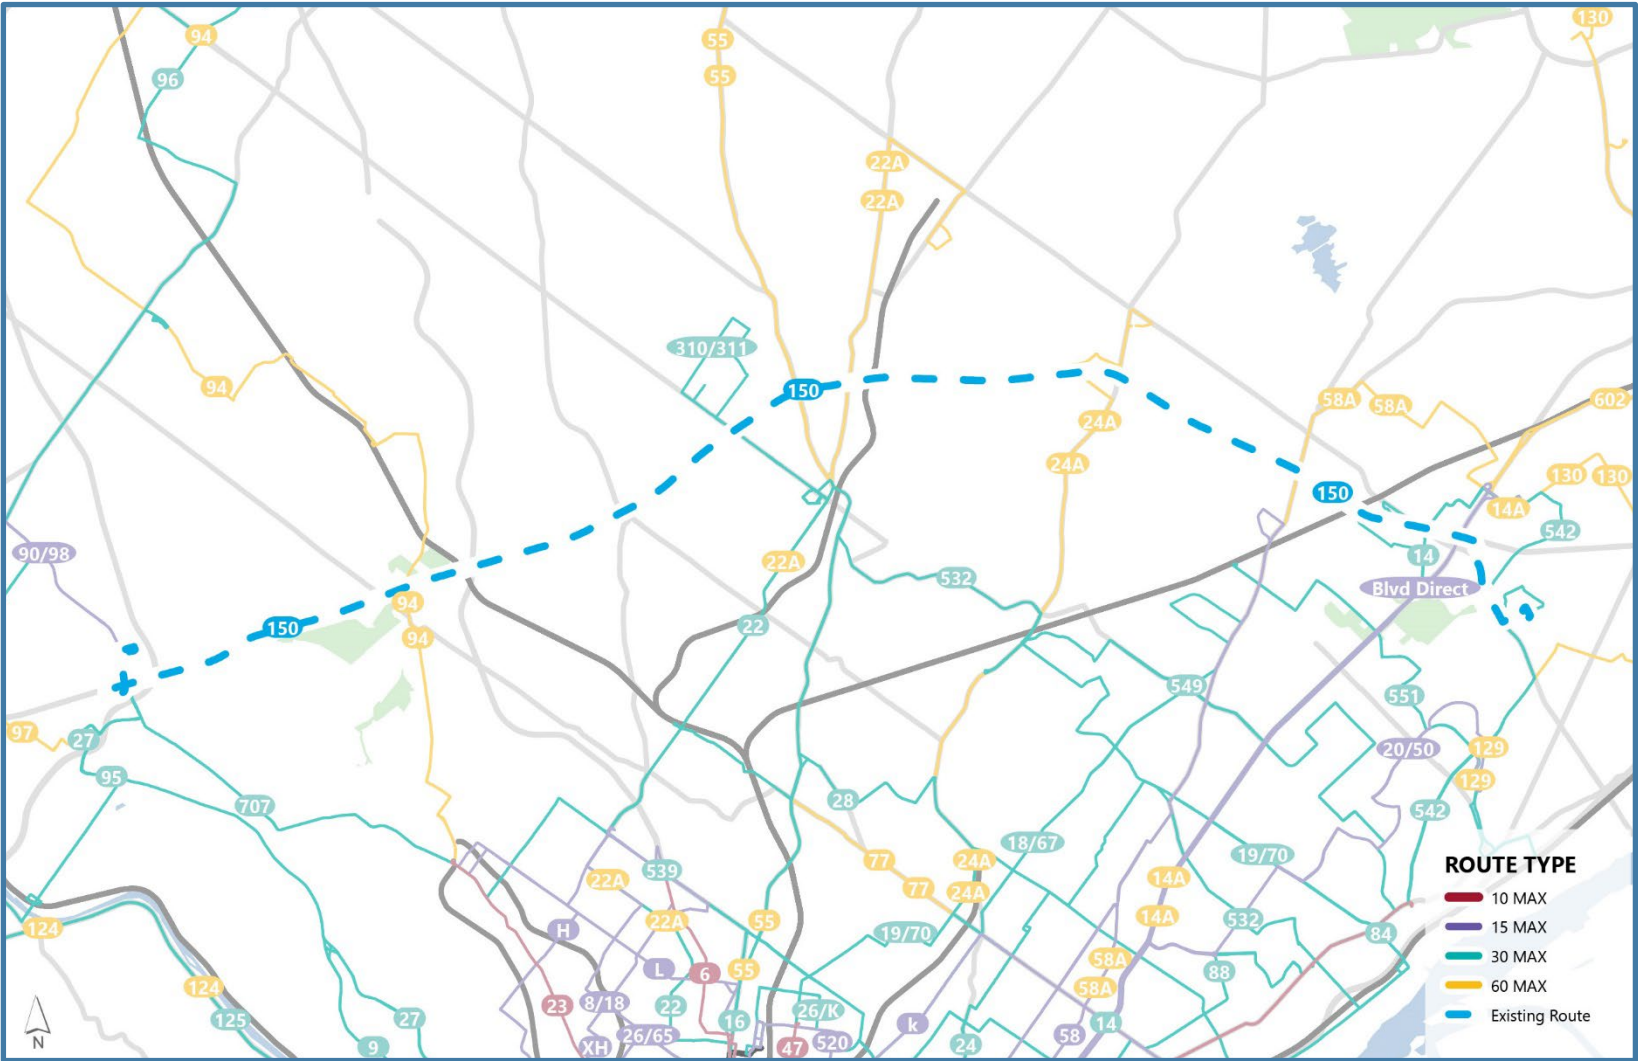 130
94
55
55
96
22A
22A
310/311
94
150
58A
58A
602
24A
24A
130
130
150
14A
542
90/98
22A
532
14
Blvd Direct
94
150
22
94
549
551
97
27
20/50
129
95
129
707
28
542
18/67
19/70
77
24A
539
22A
77
24A
14A
124
H
22A
55
19/70
14A
532
84
L
6
55
58A
88
124
23
8/18
22
58A
125
27
16
26/K
k
14
9
XH
26/65
47
520
24
58
ROUTE TYPE
10 MAX
15 MAX
30 MAX
60 MAX
Existing Route
N